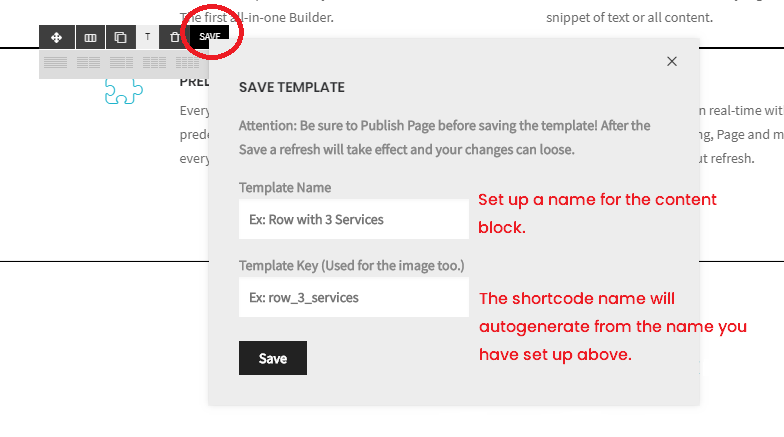 The first all-in-one Builder.
snippet of text or all content.
T
SAVE
SAVE TEMPLATE
PRED
Every
n real-time with
Attention: Be sure to Publish Page before saving the template! After the
prede
ng, Page and m
Save a refresh will take effect and your changes can loose.
every
ut refresh.
Template Name
Set up a name for the content
Ex: Row with 3 Services
block.
Template Key (Used for the image too.)
Ex: row_3_services
The shortcode name will
autogenerate from the name you
have set up above.
Save